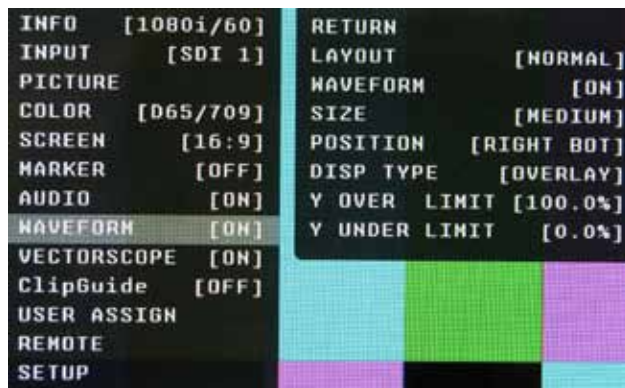 INFO [1080i/60]
INPUT [SDI 1]
PICTURE
COLOR [D65/709]
SCREEN [16:9]
MARKER [OFF]
AUDIO [ON]
WAVEFORM [ON]
VECTORSCOPE [ON]
ClipGuide [OFF]
USER ASSIGN
REMOTE
SETUP
RETURN
LAYOUT [NORMAL]
WAVEFORM [ON]
SIZE [MEDIUM]
POSITION [RIGHT BOT]
DISP TYPE [OVERLAY]
Y OVER LIMIT [100.0%]
Y UNDER LIMIT [0.0%]